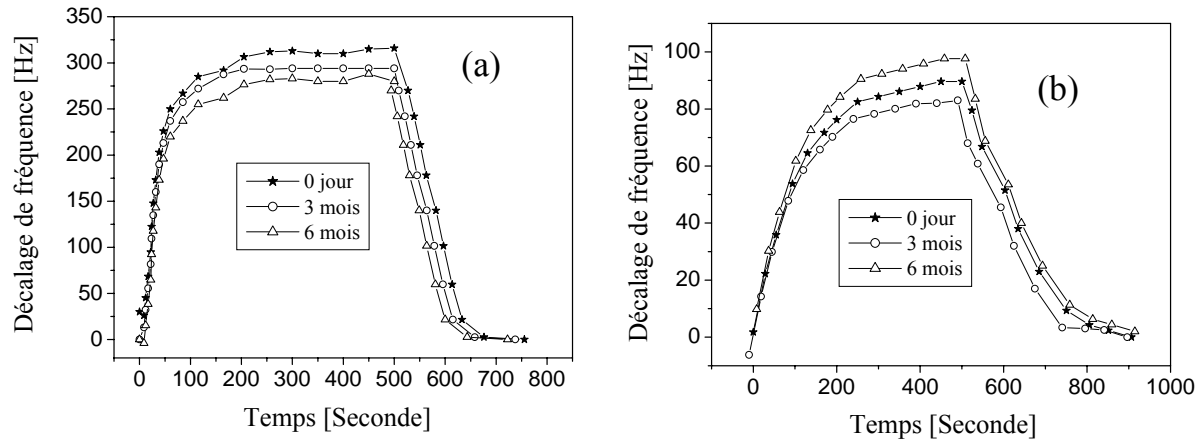 350
300
250
200
150
100
50
0
Décalage de fréquence [Hz]
(a)
0 jour
3 mois
6 mois
0 100 200 300 400 500 600 700 800
Temps [Seconde]
100
80
60
40
20
0
Décalage de fréquence [Hz]
(b)
0 jour
3 mois
6 mois
0 200 400 600 800 1000
Temps [Seconde]